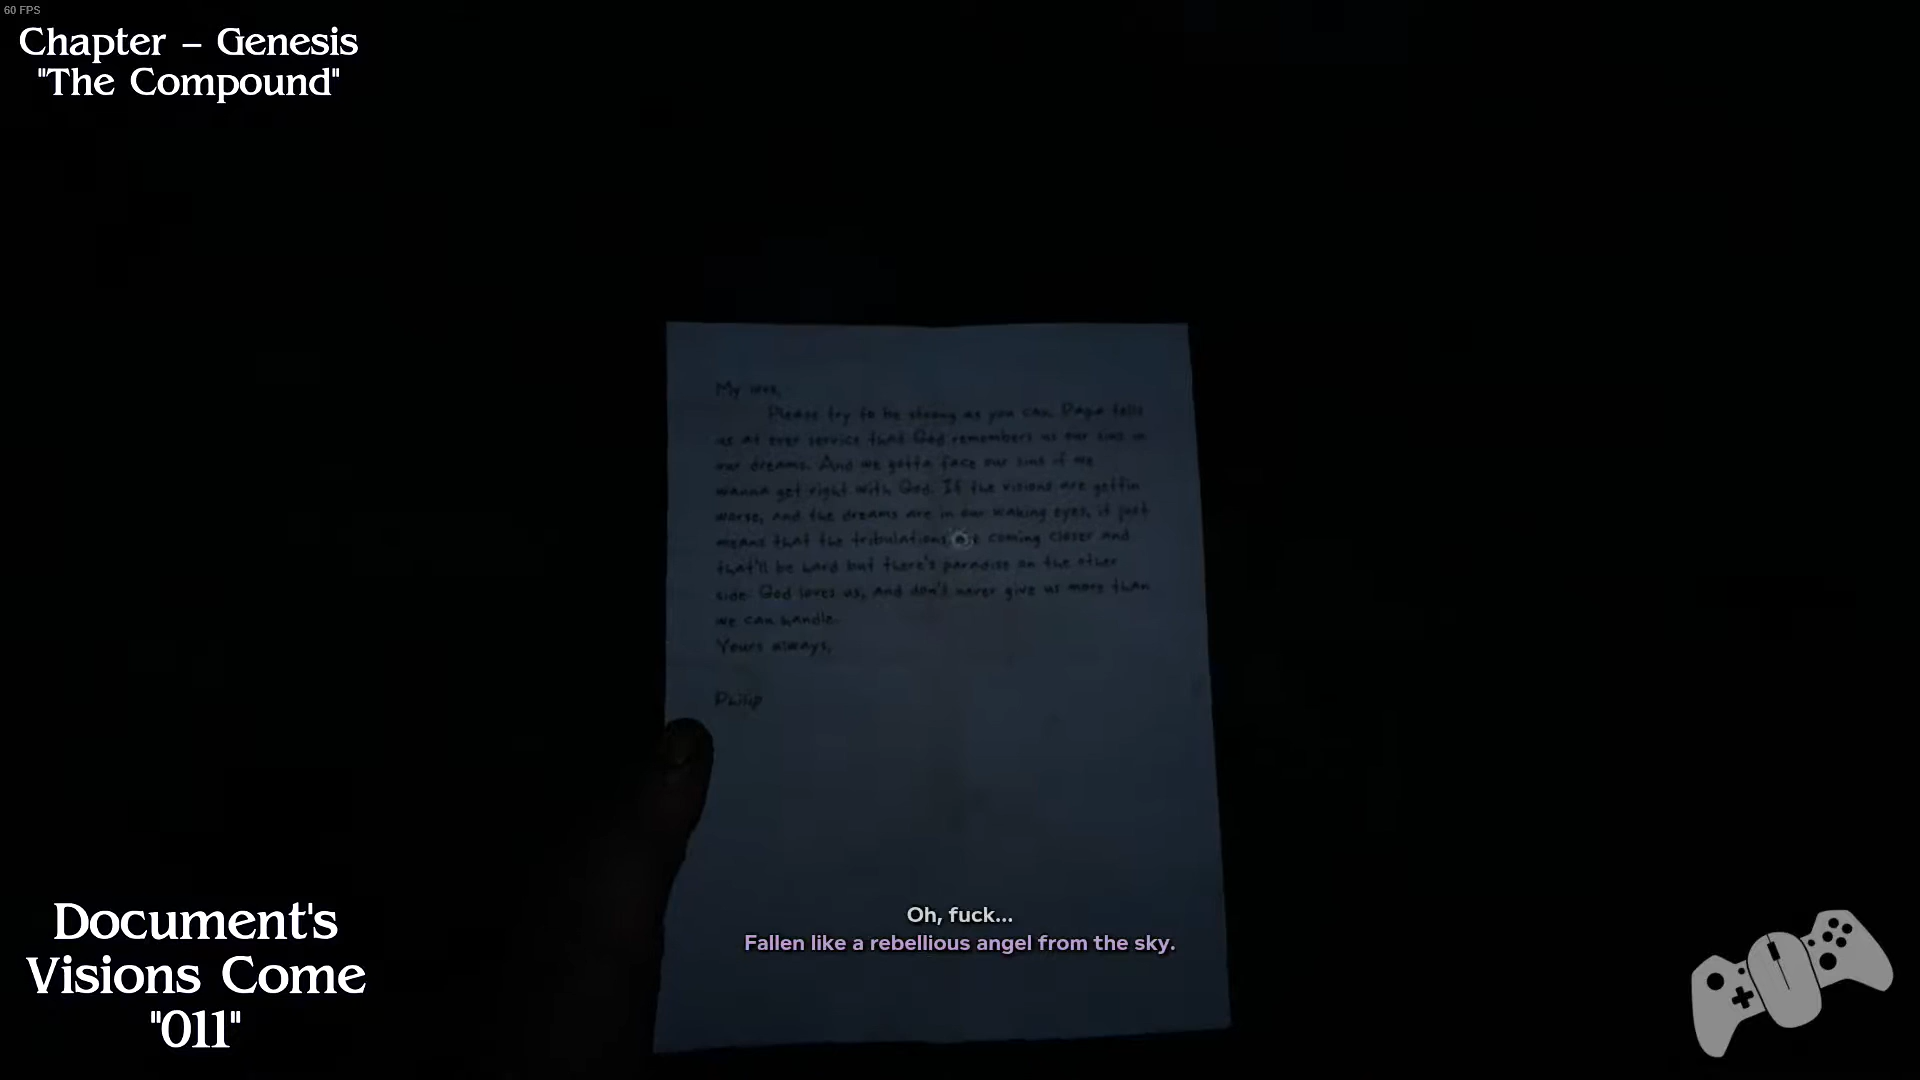 60 FPS
Chapter – Genesis
"The Compound"
My love,
Please try to be strong as you can. Papa tells
us at ever service that God remembers us our sins in
our dreams. And we gotta face our sins if we
wanna get right with God. If the visions are gettin
worse, and the dreams are in our waking eyes, it just
means that the tribulations are coming closer and
that'll be hard but there's paradise on the other
side. God loves us, and don't never give us more than
we can handle.
Yours always,
Philip
Oh, fuck...
Fallen like a rebellious angel from the sky.
Document's
Visions Come
"011"